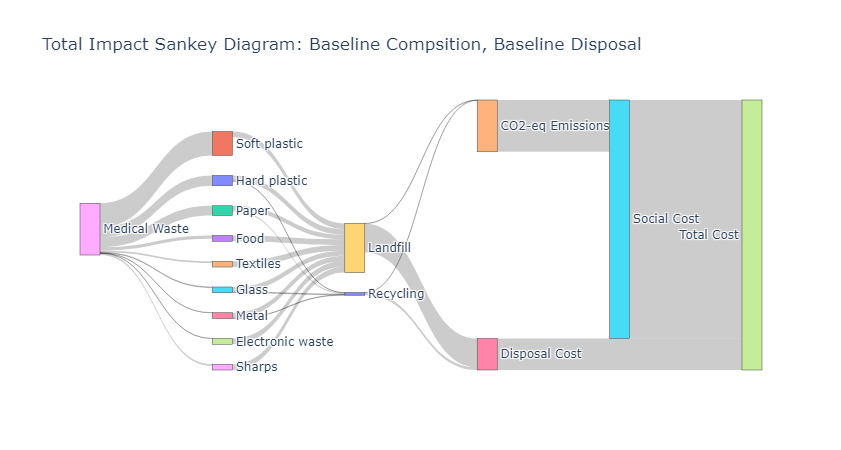 Total Impact Sankey Diagram: Baseline Compsition, Baseline Disposal
Medical Waste
Soft plastic
Hard plastic
Paper
Food
Textiles
Glass
Metal
Electronic waste
Sharps
Landfill
Recycling
CO2-eq Emissions
Disposal Cost
Social Cost
Total Cost